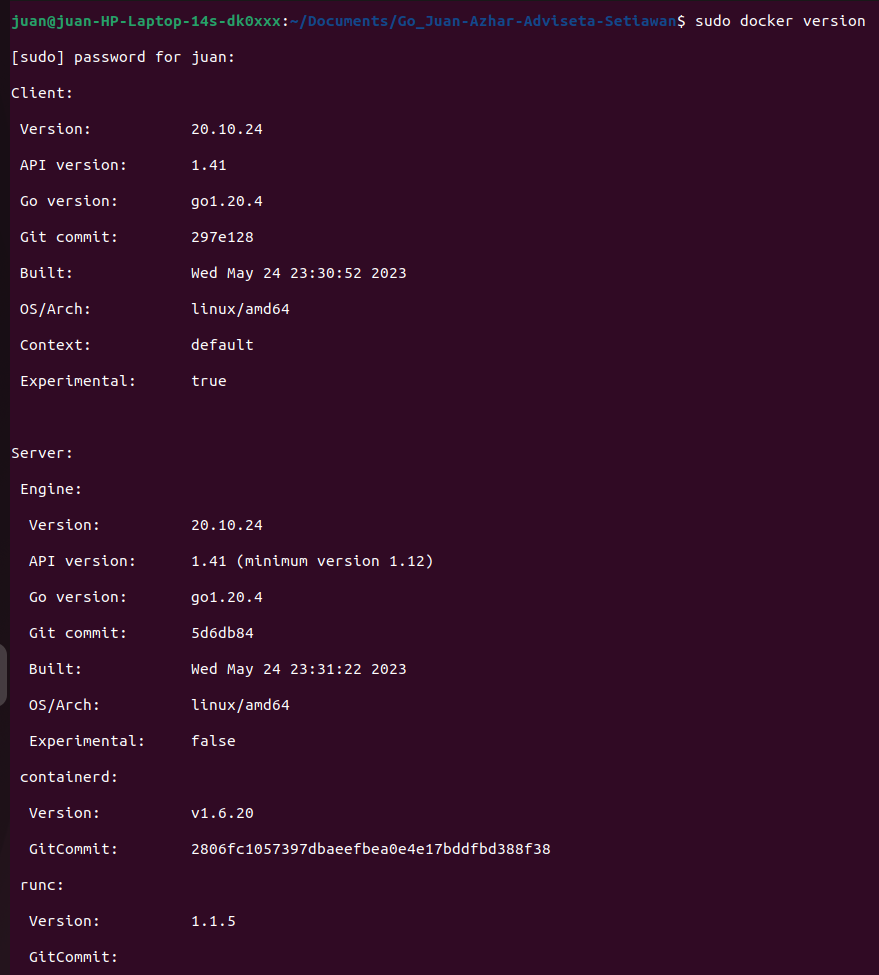 juan@juan-HP-Laptop-14s-dk0xxx:~/Documents/Go_Juan-Azhar-Adviseta-Setiawan$ sudo docker version
[sudo] password for juan:
Client:
Version: 20.10.24
API version: 1.41
Go version: go1.20.4
Git commit: 297e128
Built: Wed May 24 23:30:52 2023
OS/Arch: linux/amd64
Context: default
Experimental: true
Server:
Engine:
Version: 20.10.24
API version: 1.41 (minimum version 1.12)
Go version: go1.20.4
Git commit: 5d6db84
Built: Wed May 24 23:31:22 2023
OS/Arch: linux/amd64
Experimental: false
containerd:
Version: v1.6.20
GitCommit: 2806fc1057397dbaeefbea0e4e17bddfbd388f38
runc:
Version: 1.1.5
GitCommit: